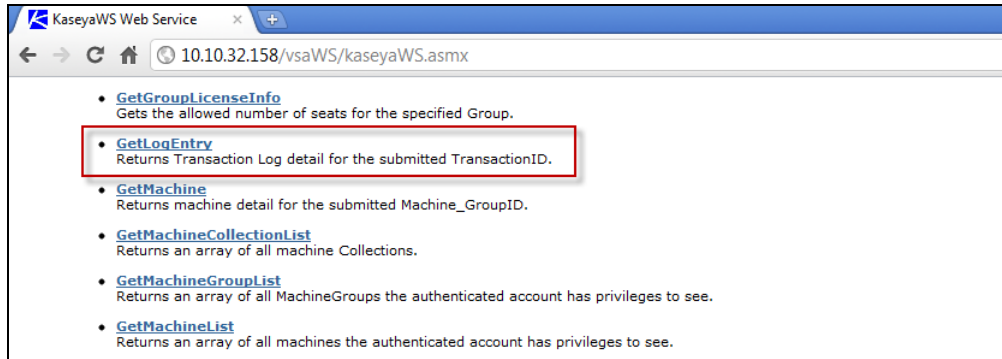 KaseyaWS Web Service
10.10.32.158/vsaWS/kaseyaWS.asmx
GetGroupLicenseInfo
Gets the allowed number of seats for the specified Group.
GetLogEntry
Returns Transaction Log detail for the submitted TransactionID.
GetMachine
Returns machine detail for the submitted Machine_GroupID.
GetMachineCollectionList
Returns an array of all machine Collections.
GetMachineGroupList
Returns an array of all MachineGroups the authenticated account has privileges to see.
GetMachineList
Returns an array of all machines the authenticated account has privileges to see.